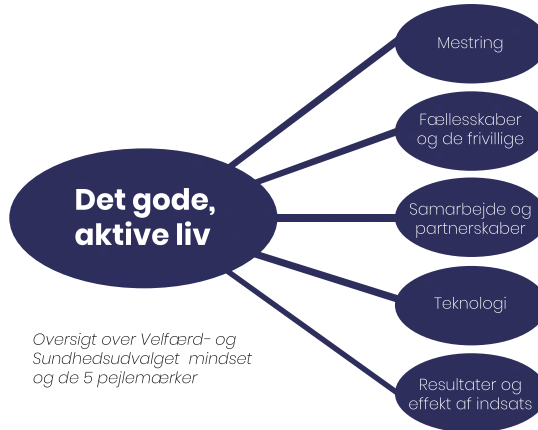 Mestring
Fællesskaber
og de frivillige
Det gode,
aktive liv
Samarbejde og
partnerskaber
Teknologi
Oversigt over Velfærd- og
Sundhedsudvalget mindset
og de 5 pejlemærker
Resultater og
effekt af indsats